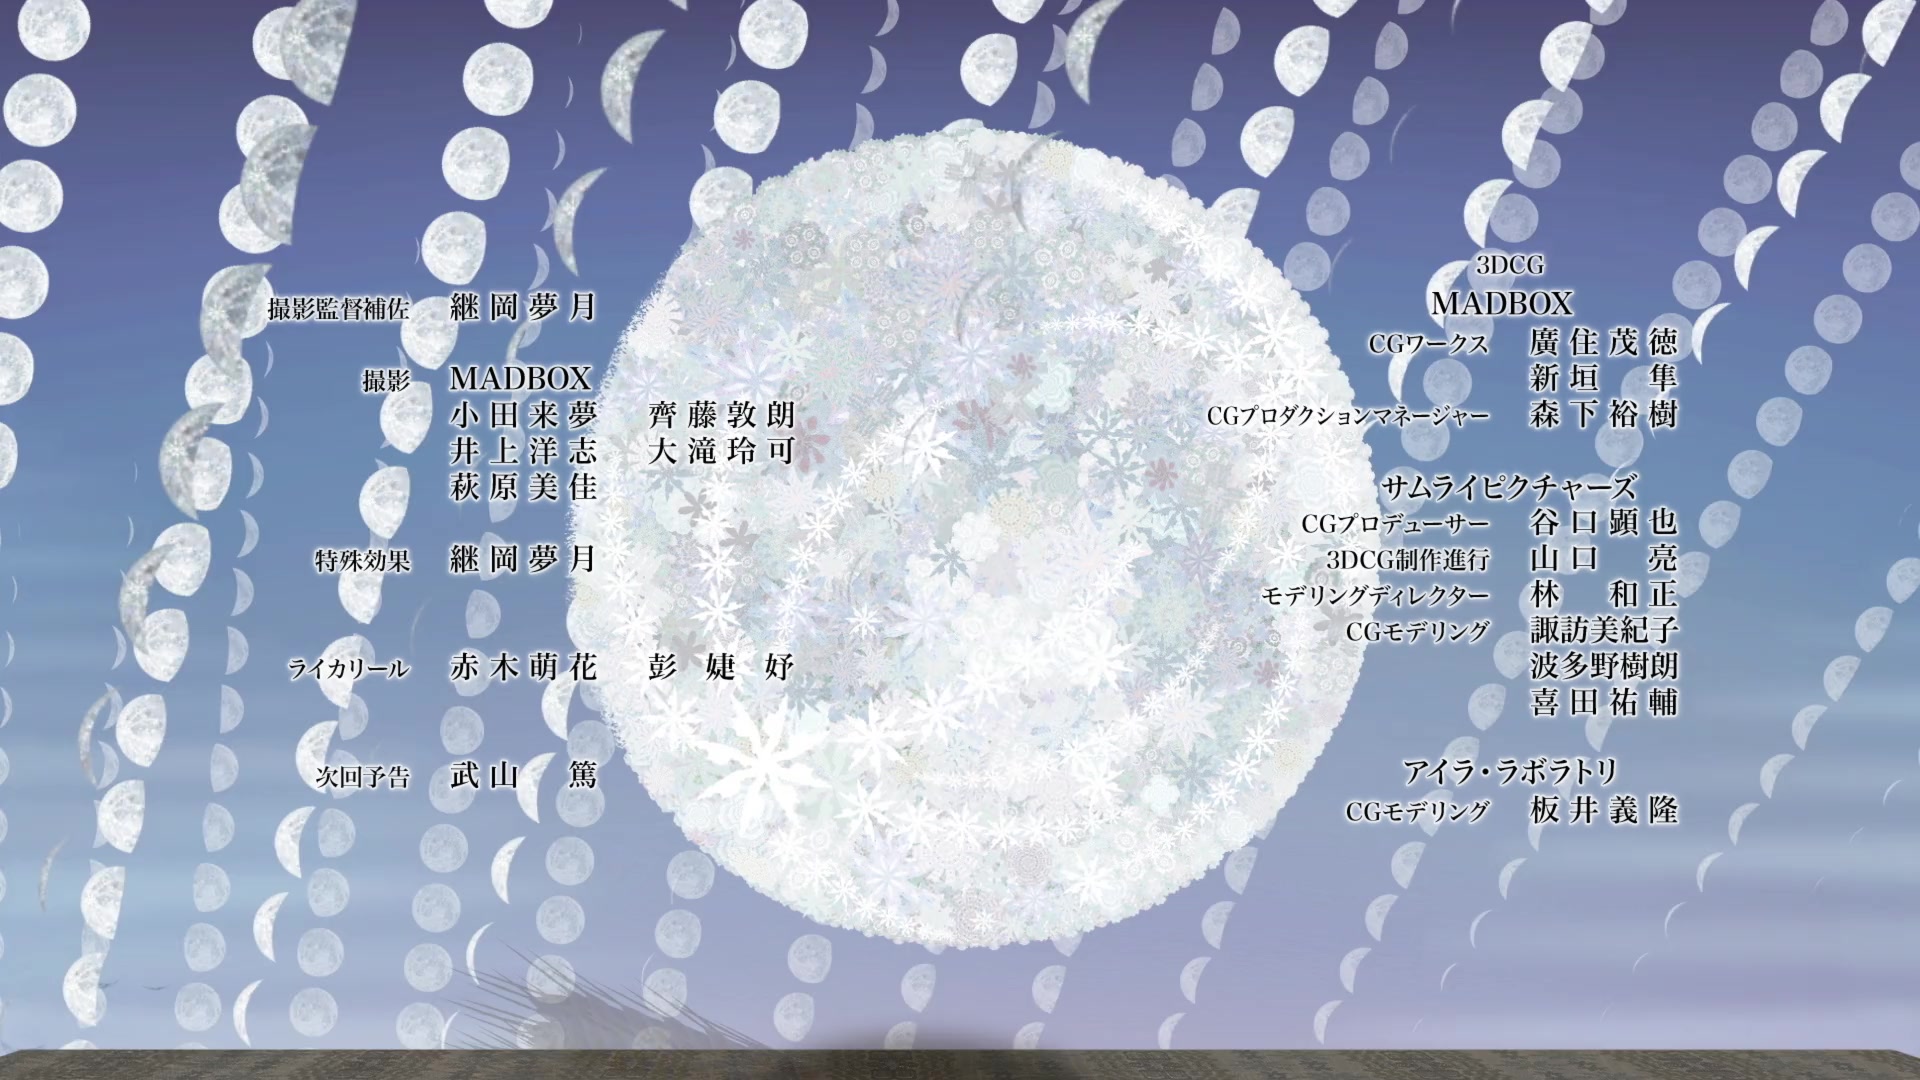 撮影監督補佐 継岡夢月
撮影 MADBOX
小田来夢 齊藤敦朗
井上洋志 大滝玲可
萩原美佳
特殊効果 継岡夢月
ライカリール 赤木萌花 彭婕妤
次回予告 武山篤
3DCG
MADBOX
CGワークス 廣住茂徳
新垣隼
CGプロダクションマネージャー 森下裕樹
サムライピクチャーズ
CGプロデューサー 谷口顕也
3DCG制作進行 山口亮
モデリングディレクター 林和正
CGモデリング 諏訪美紀子
波多野樹朗
喜田祐輔
アイラ・ラボラトリ
CGモデリング 板井義隆